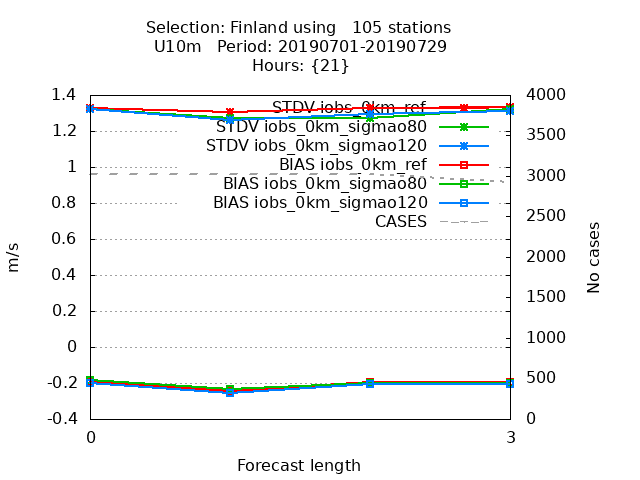 Selection: Finland using   105 stations
U10m   Period: 20190701-20190729
Hours: {21}
1.4
1.2
1
0.8
0.6
0.4
0.2
0
-0.2
-0.4
m/s
STDV iobs_0km_ref
STDV iobs_0km_sigmao80
STDV iobs_0km_sigmao120
BIAS iobs_0km_ref
BIAS iobs_0km_sigmao80
BIAS iobs_0km_sigmao120
CASES
4000
3500
3000
2500
2000
1500
1000
500
0
No cases
0
3
Forecast length